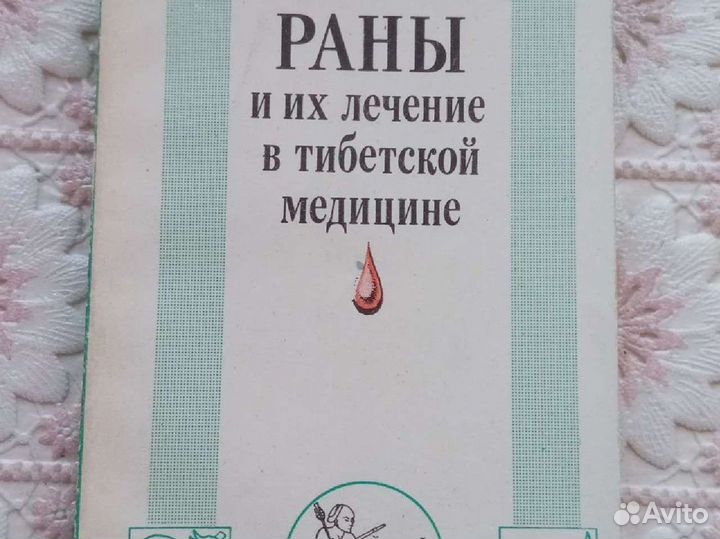 РАНЫ
и их лечение
в тибетской
медицине
Avito